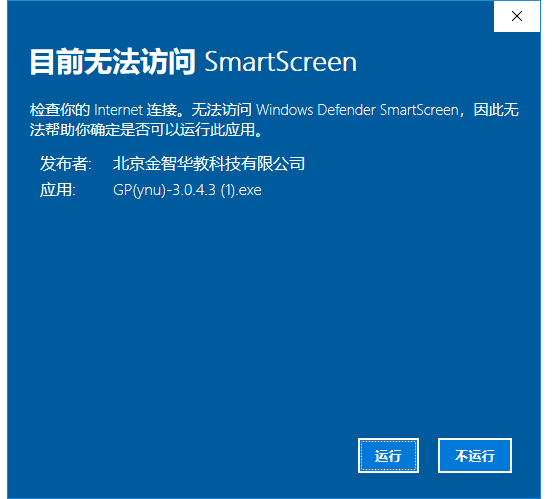 目前无法访问 SmartScreen
检查你的 Internet 连接。无法访问 Windows Defender SmartScreen，因此无
法帮助你确定是否可以运行此应用。
发布者: 北京金智华教科技有限公司
应用: GP(ynu)-3.0.4.3 (1).exe
运行 不运行